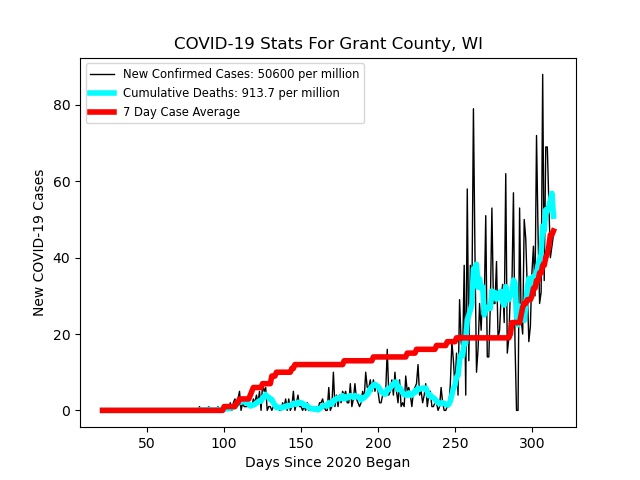 COVID-19 Stats For Grant County, WI
New Confirmed Cases: 50600 per million
Cumulative Deaths: 913.7 per million
7 Day Case Average
New COVID-19 Cases
80
60
40
20
0
50 100 150 200 250 300
Days Since 2020 Began